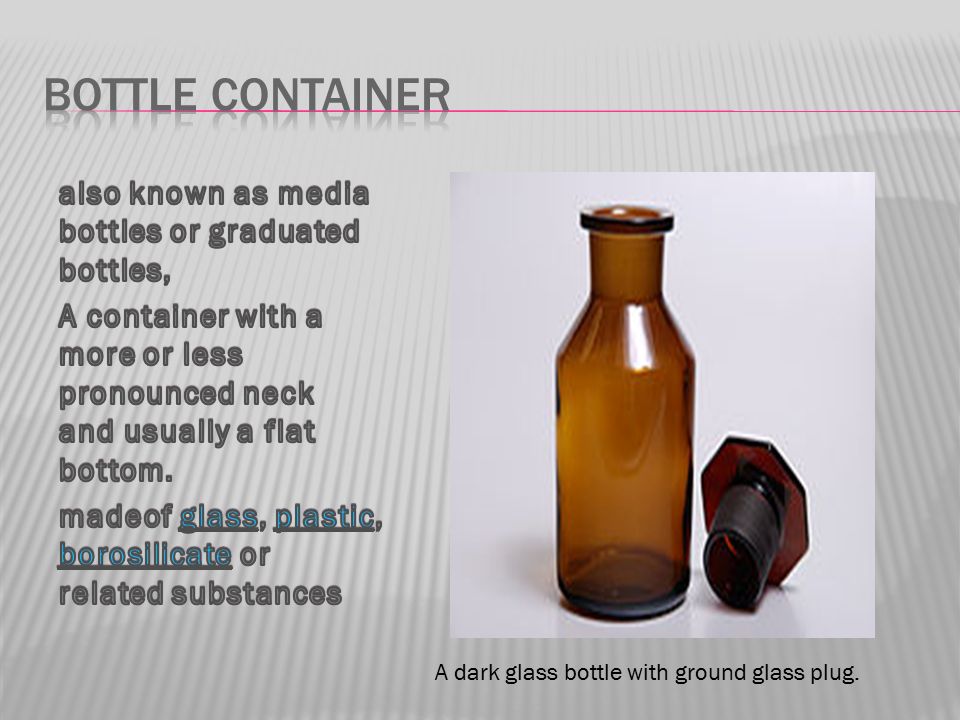 BOTTLE CONTAINER
also known as media
bottles or graduated
bottles,
A container with a
more or less
pronounced neck
and usually a flat
bottom.
madeof glass, plastic,
borosilicate or
related substances
A dark glass bottle with ground glass plug.